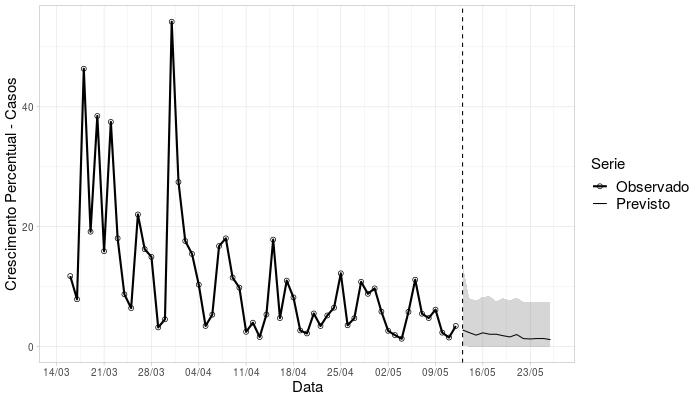 Crescimento Percentual - Casos
40
20
0
14/03 21/03 28/03 04/04 11/04 18/04 25/04 02/05 09/05 16/05 23/05
Data
Serie
Observado
Previsto